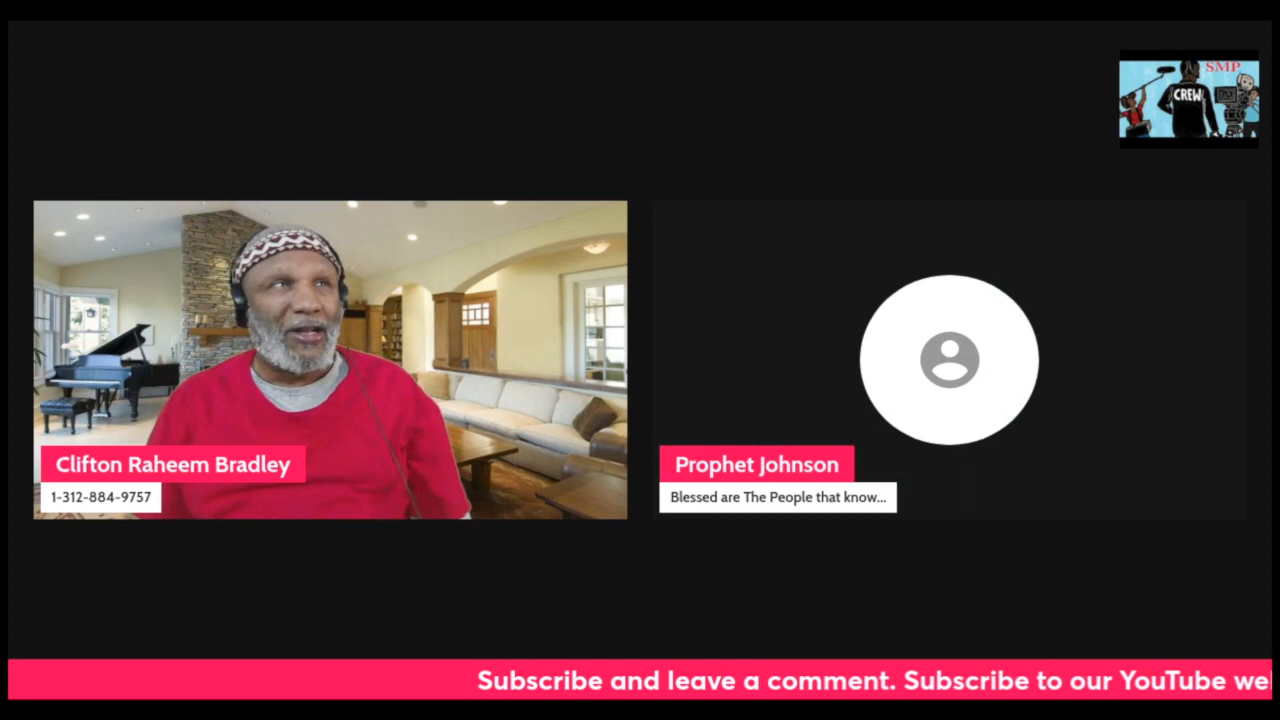 SMP
CREW
Clifton Raheem Bradley
1-312-884-9757
Prophet Johnson
Blessed are The People that know...
Subscribe and leave a comment. Subscribe to our YouTube we